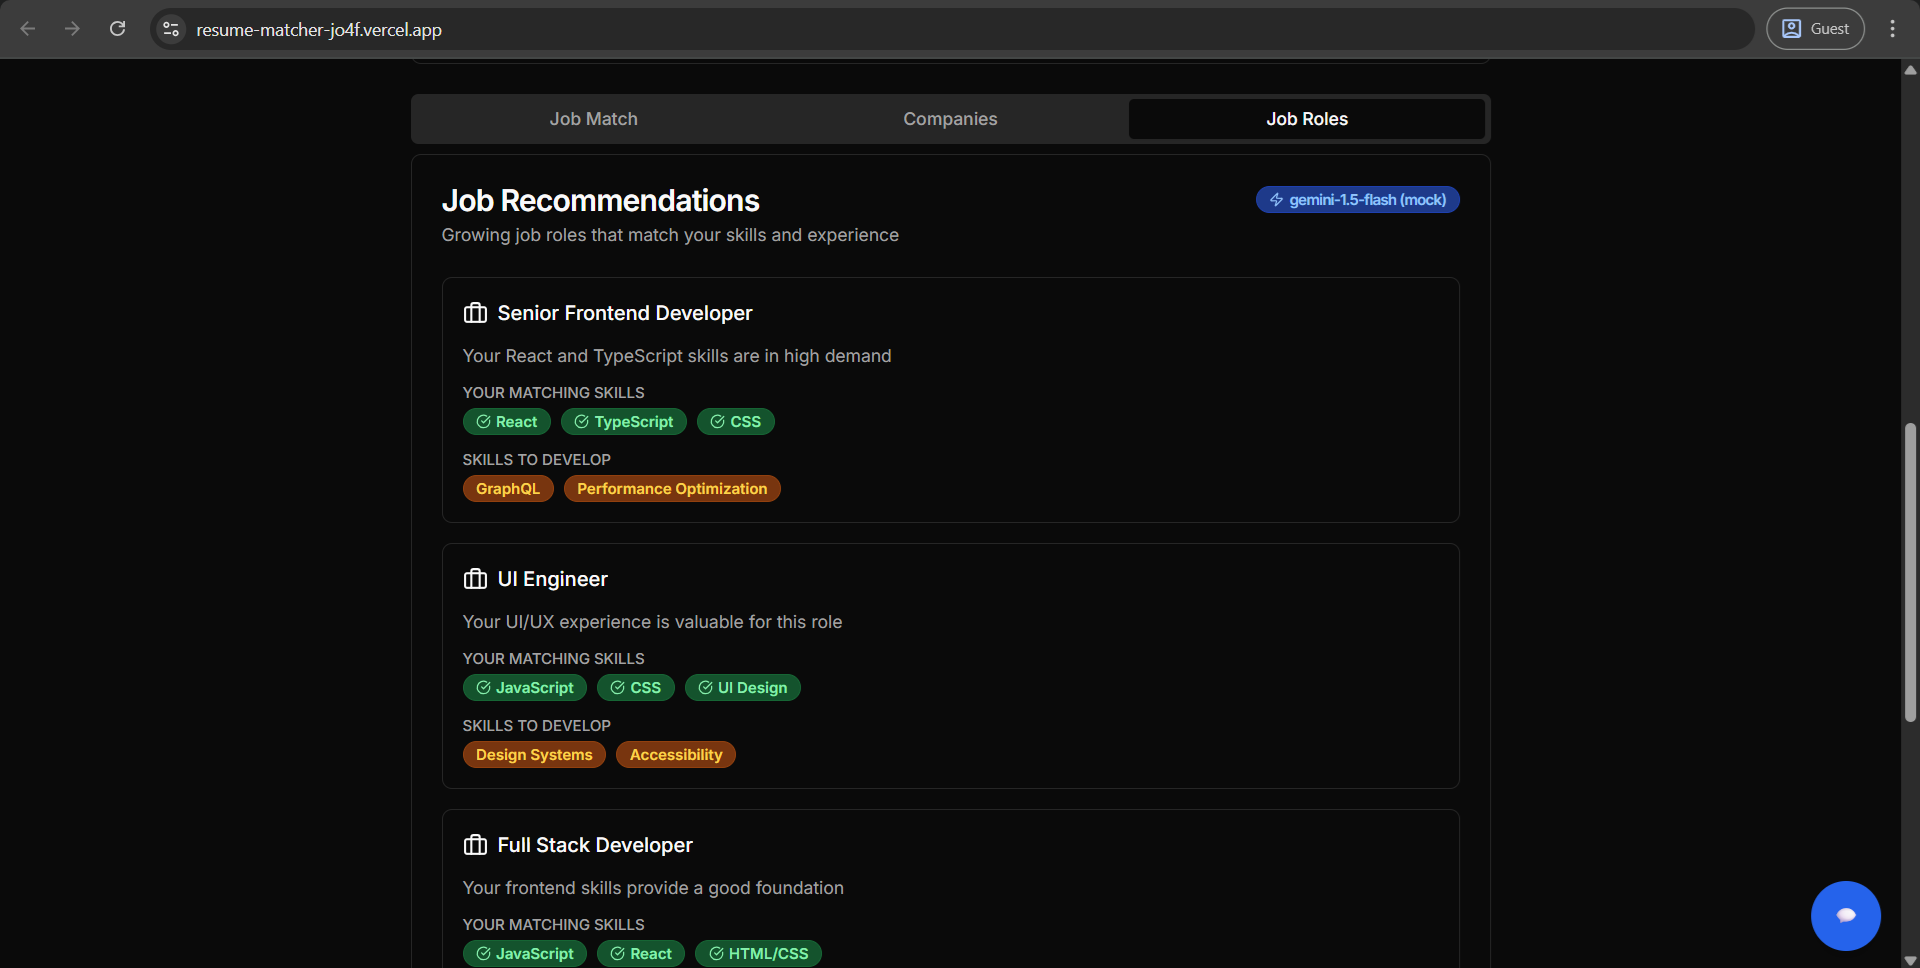 resume-matcher-jo4f.vercel.app
Guest
Job Match Companies Job Roles
Job Recommendations
gemini-1.5-flash (mock)
Growing job roles that match your skills and experience
Senior Frontend Developer
Your React and TypeScript skills are in high demand
YOUR MATCHING SKILLS
React TypeScript CSS
SKILLS TO DEVELOP
GraphQL Performance Optimization
UI Engineer
Your UI/UX experience is valuable for this role
YOUR MATCHING SKILLS
JavaScript CSS UI Design
SKILLS TO DEVELOP
Design Systems Accessibility
Full Stack Developer
Your frontend skills provide a good foundation
YOUR MATCHING SKILLS
JavaScript React HTML/CSS